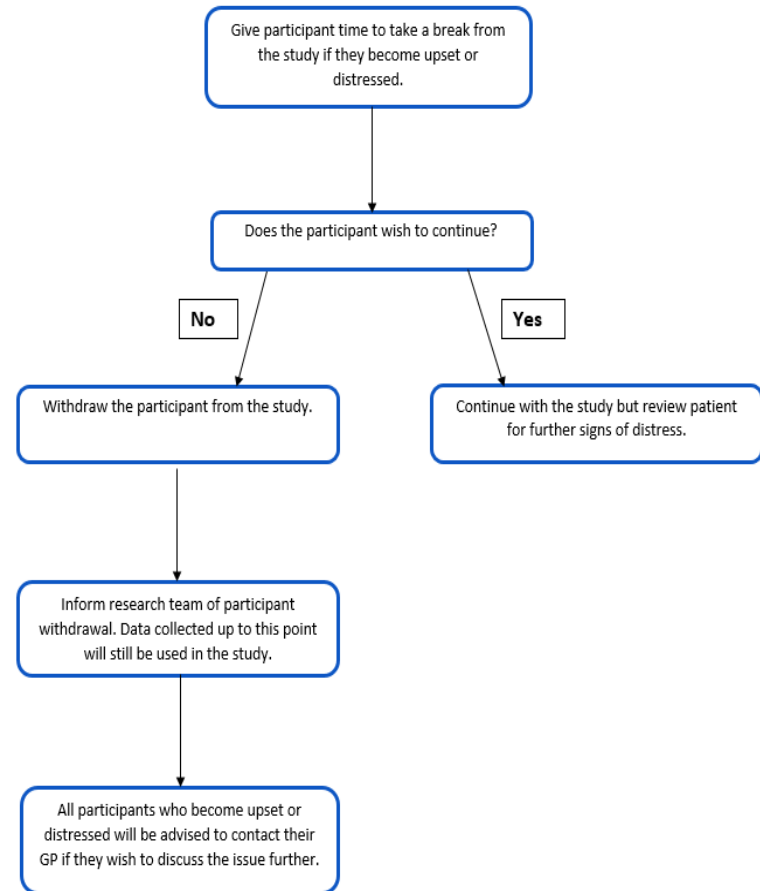 Give participant time to take a break from
the study if they become upset or
distressed.
Does the participant wish to continue?
No
Yes
Withdraw the participant from the study.
Continue with the study but review patient
for further signs of distress.
Inform research team of participant
withdrawal. Data collected up to this point
will still be used in the study.
All participants who become upset or
distressed will be advised to contact their
GP if they wish to discuss the issue further.